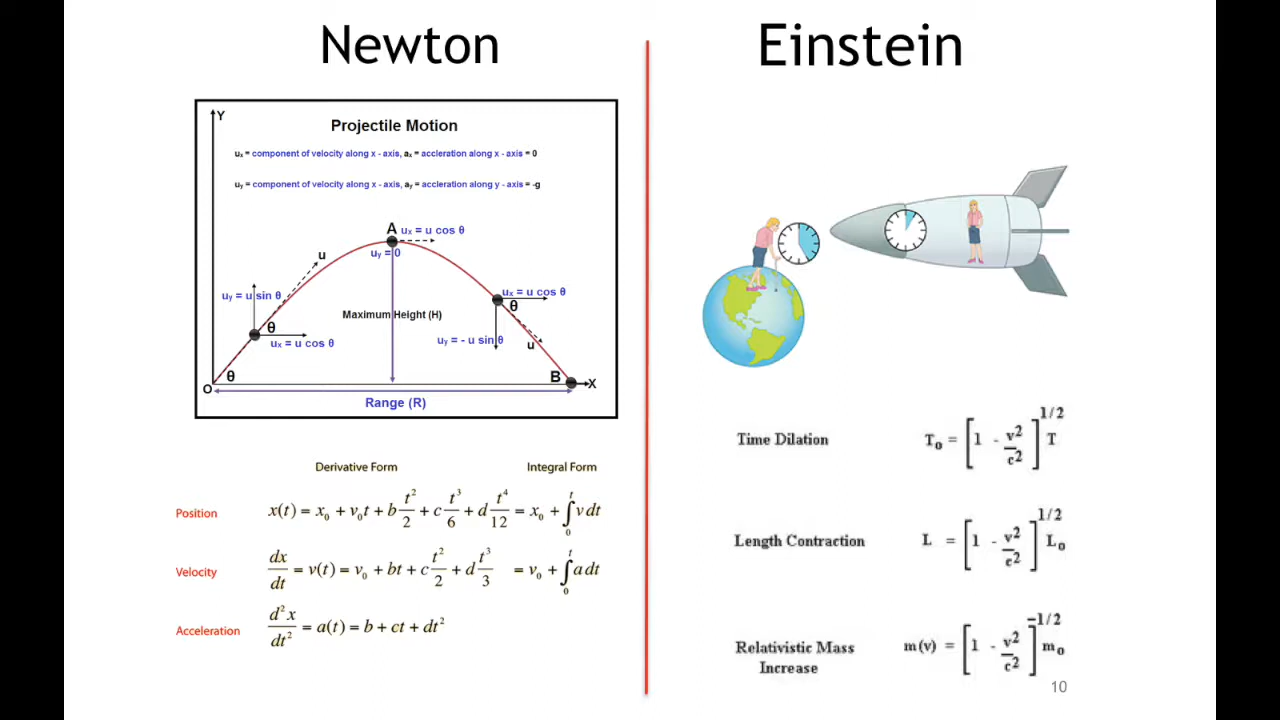 Newton
Projectile Motion
Y
uₓ = component of velocity along x - axis, aₓ = accleration along x - axis = 0
uᵧ = component of velocity along x - axis, aᵧ = accleration along y - axis = -g
A uₓ = u cos θ
uᵧ = 0
u
uᵧ = u sin θ
θ
uₓ = u cos θ
Maximum Height (H)
uₓ = u cos θ
θ
uᵧ = - u sin θ
u
O
θ
B
X
Range (R)
Derivative Form Integral Form
Position x(t) = x₀ + v₀t + b t²/2 + c t³/6 + d t⁴/12 = x₀ + ∫₀ᵗ v dt
Velocity dx/dt = v(t) = v₀ + bt + c t²/2 + d t³/3 = v₀ + ∫₀ᵗ a dt
Acceleration d²x/dt² = a(t) = b + ct + dt²
Einstein
Time Dilation T₀ = [1 - v²/c²]^1/2 T
Length Contraction L = [1 - v²/c²]^1/2 L₀
Relativistic Mass m(v) = [1 - v²/c²]^-1/2 m₀
Increase
10